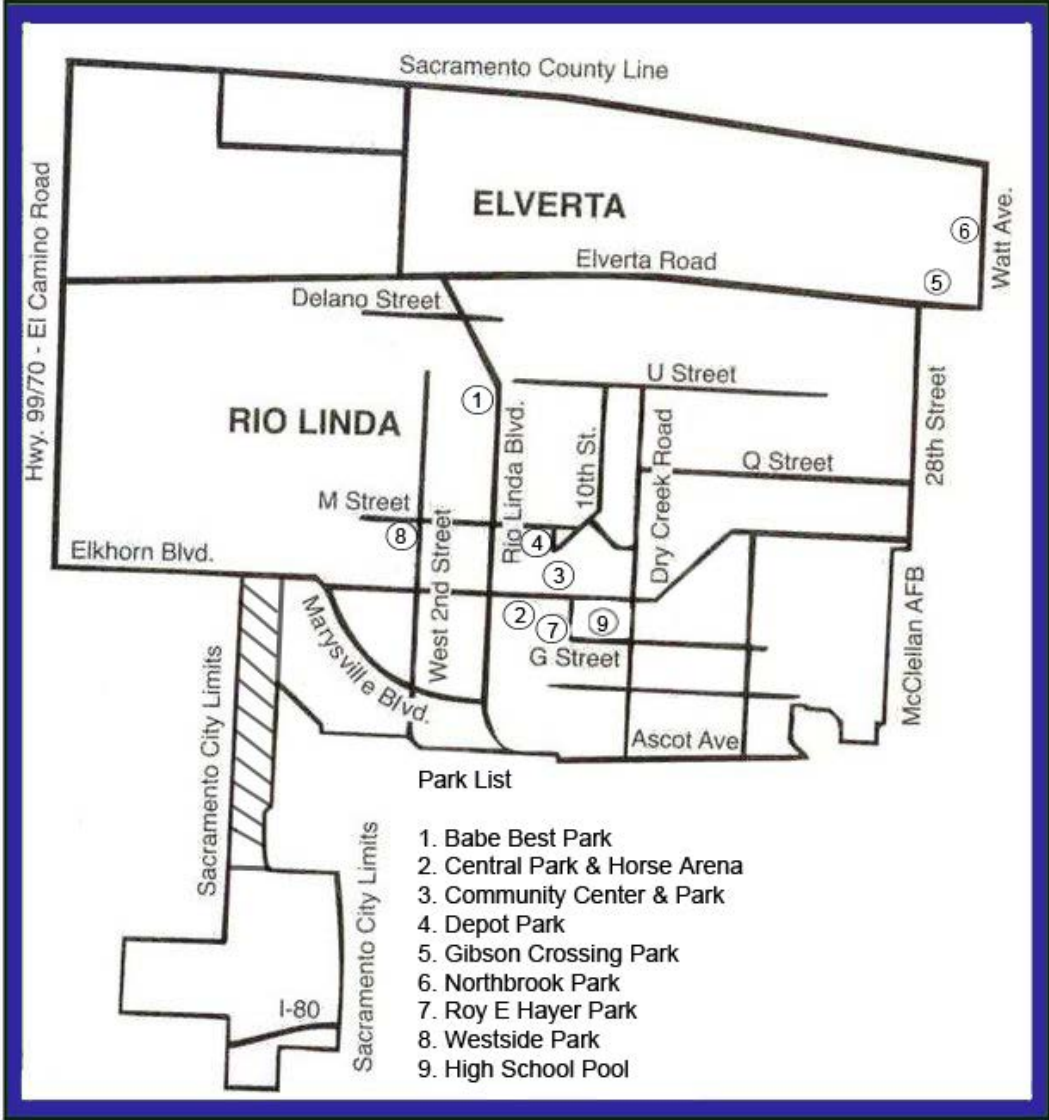 Sacramento County Line
Hwy. 99/70 - El Camino Road
ELVERTA
Watt Ave.
6
Elverta Road
5
Delano Street
U Street
1
RIO LINDA
Rio Linda Blvd.
10th St.
Dry Creek Road
28th Street
Q Street
M Street
8
West 2nd Street
4
Elkhorn Blvd.
3
Marysville Blvd.
2
7
9
G Street
McClellan AFB
Sacramento City Limits
Ascot Ave
Park List
1. Babe Best Park
2. Central Park & Horse Arena
3. Community Center & Park
4. Depot Park
5. Gibson Crossing Park
6. Northbrook Park
7. Roy E Hayer Park
8. Westside Park
9. High School Pool
Sacramento City Limits
I-80